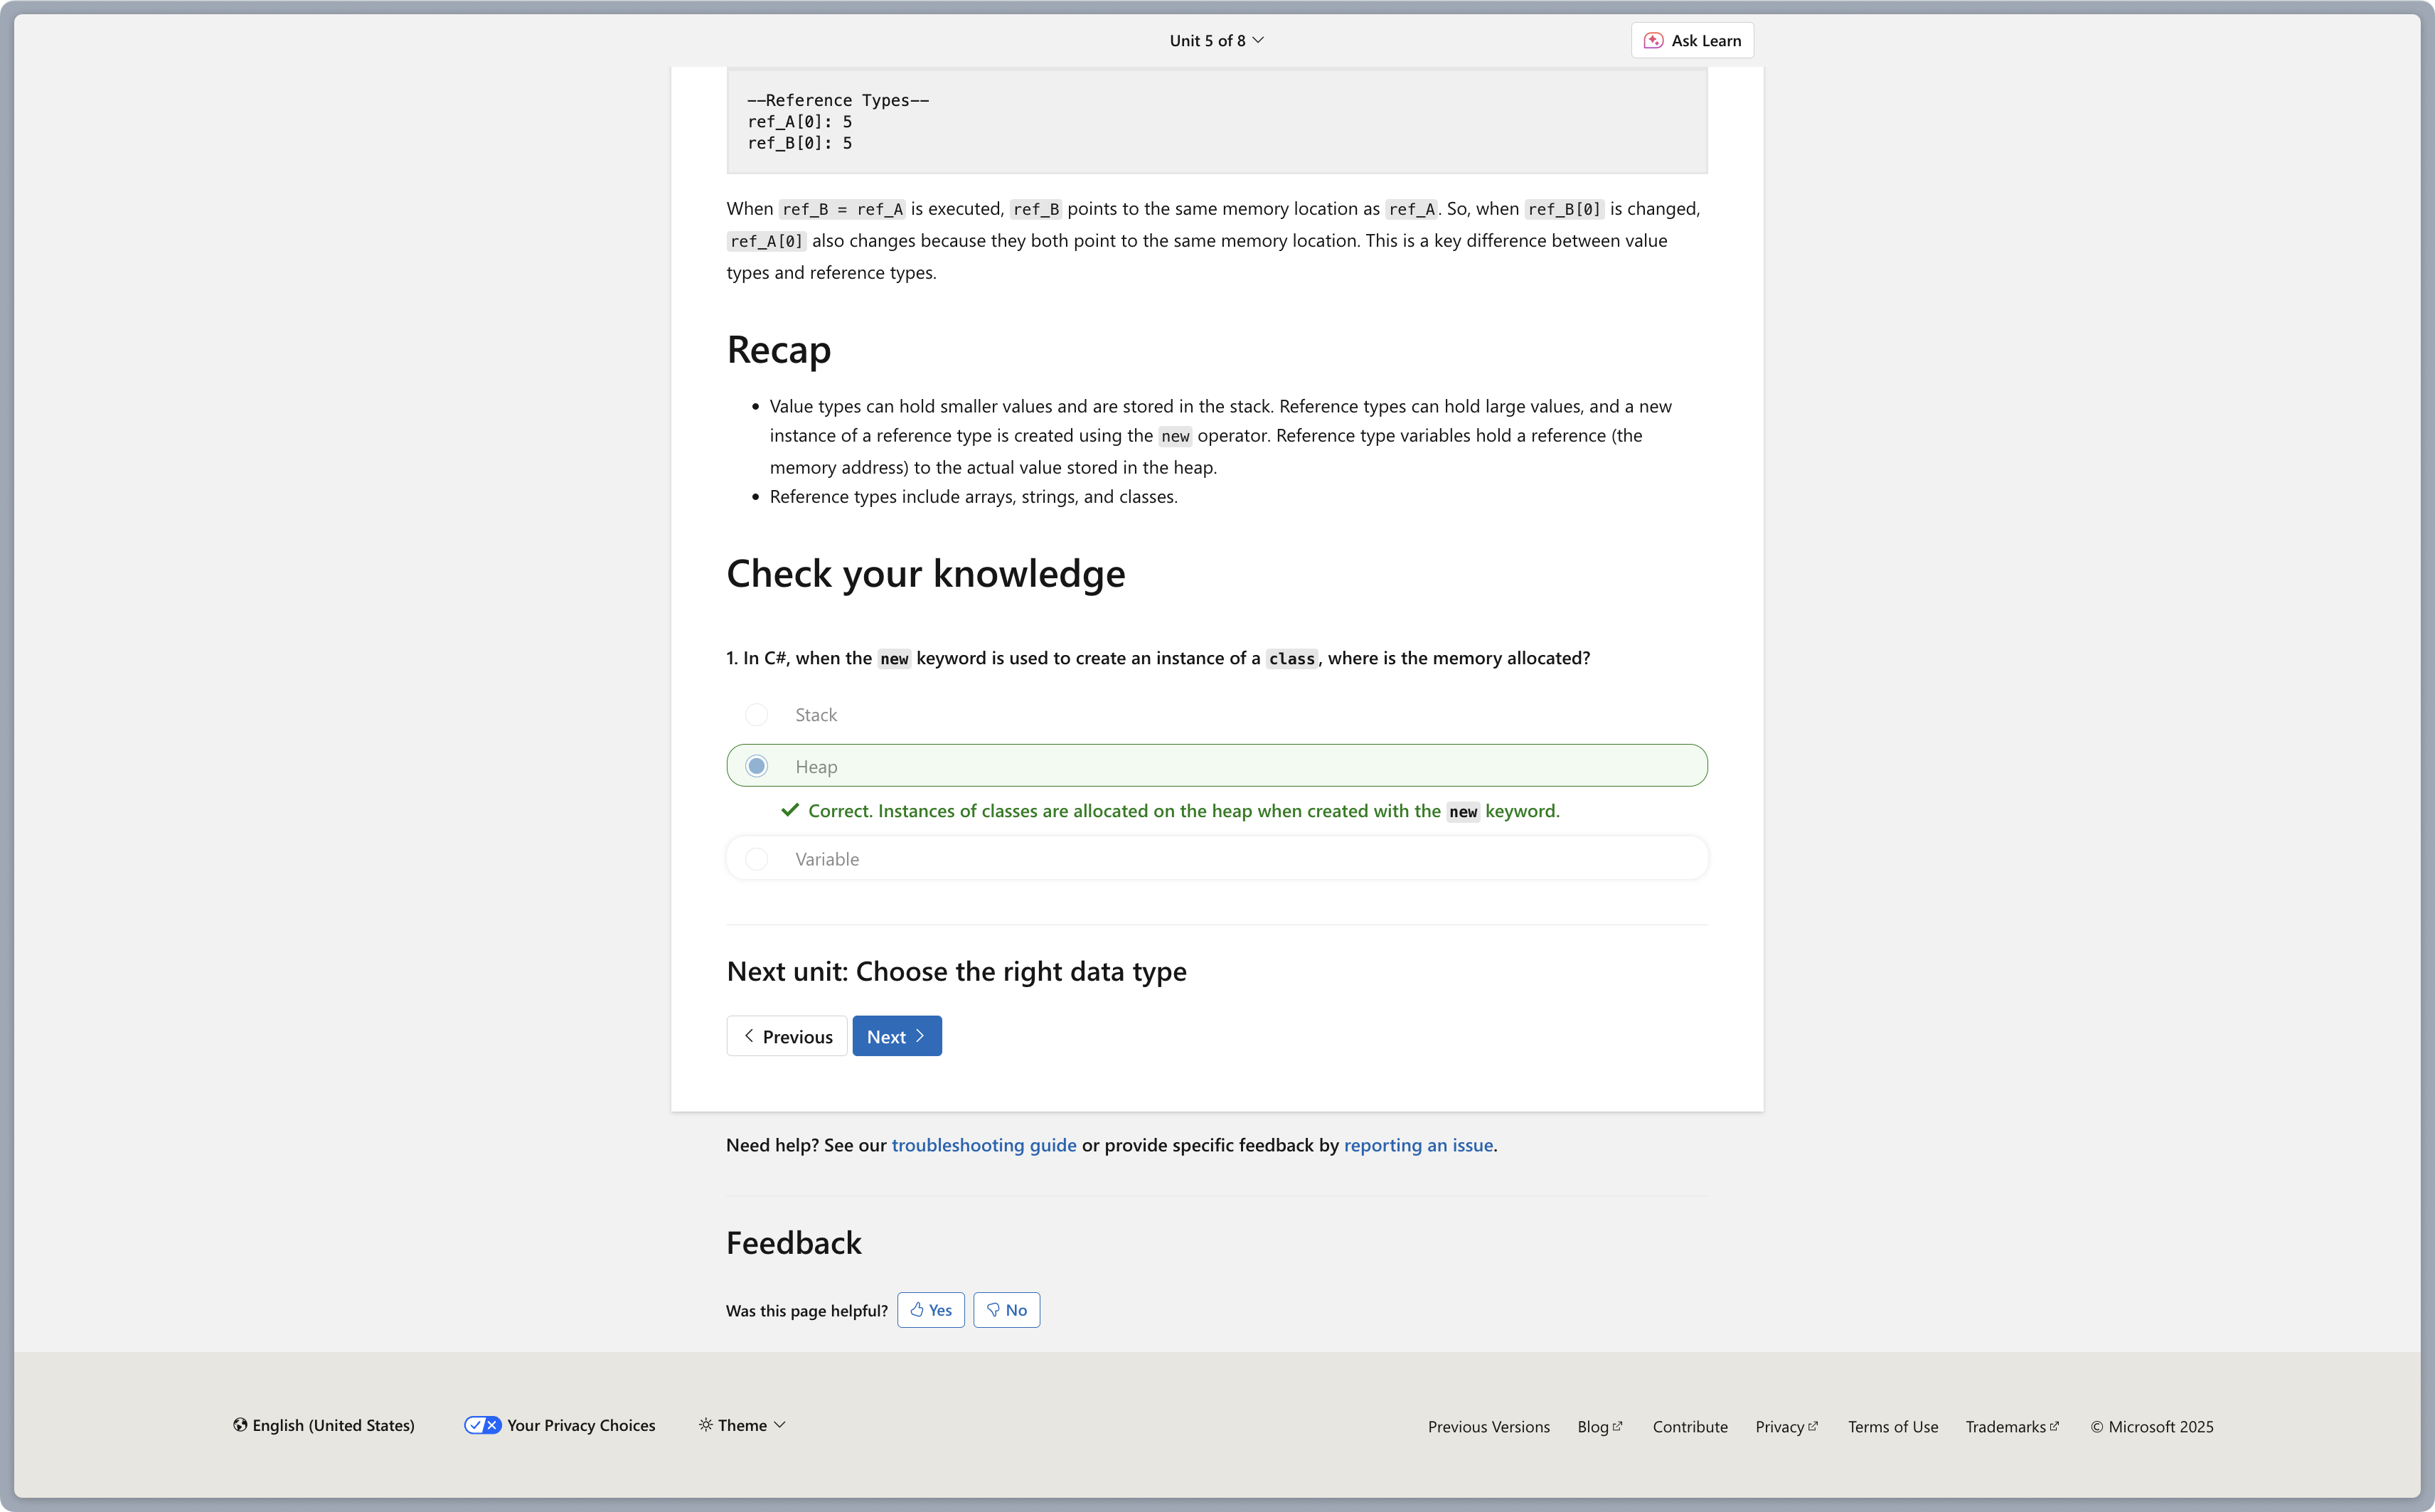 Unit 5 of 8
Ask Learn
--Reference Types--
ref_A[0]: 5
ref_B[0]: 5
When ref_B = ref_A is executed, ref_B points to the same memory location as ref_A. So, when ref_B[0] is changed,
ref_A[0] also changes because they both point to the same memory location. This is a key difference between value
types and reference types.
Recap
• Value types can hold smaller values and are stored in the stack. Reference types can hold large values, and a new
instance of a reference type is created using the new operator. Reference type variables hold a reference (the
memory address) to the actual value stored in the heap.
• Reference types include arrays, strings, and classes.
Check your knowledge
1. In C#, when the new keyword is used to create an instance of a class, where is the memory allocated?
Stack
Heap
Correct. Instances of classes are allocated on the heap when created with the new keyword.
Variable
Next unit: Choose the right data type
Previous
Next
Need help? See our troubleshooting guide or provide specific feedback by reporting an issue.
Feedback
Was this page helpful?
Yes
No
English (United States)
Your Privacy Choices
Theme
Previous Versions
Blog
Contribute
Privacy
Terms of Use
Trademarks
© Microsoft 2025